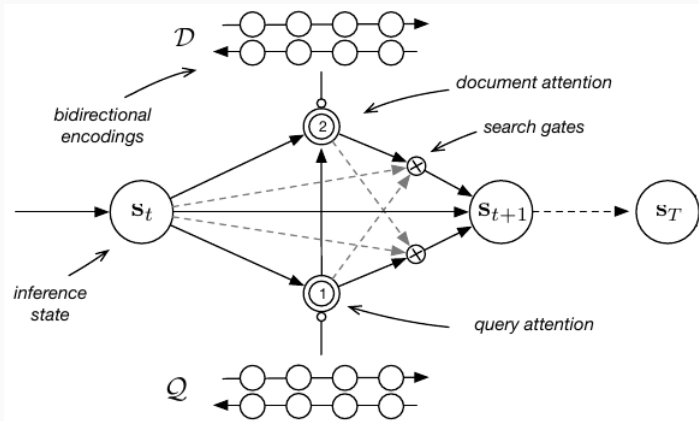 𝒟
bidirectional
encodings
document attention
2
search gates
s_t
s_{t+1}
s_T
inference
state
1
query attention
𝒬